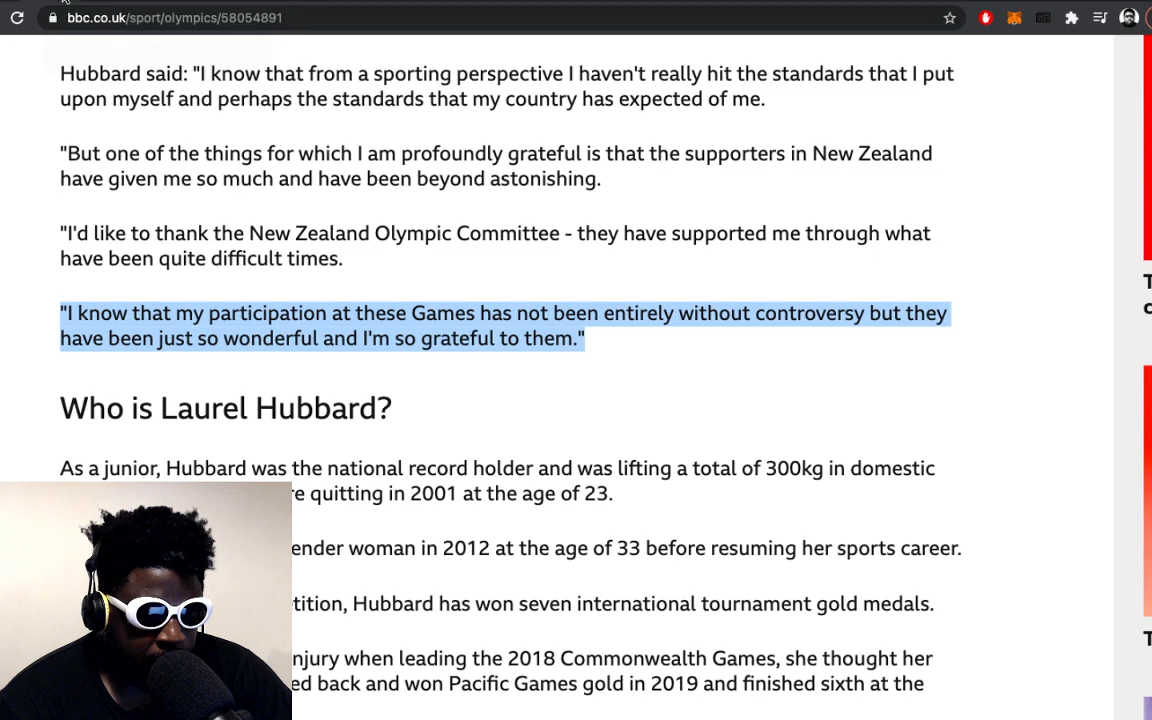 bbc.co.uk/sport/olympics/58054891
Hubbard said: "I know that from a sporting perspective I haven't really hit the standards that I put
upon myself and perhaps the standards that my country has expected of me.
"But one of the things for which I am profoundly grateful is that the supporters in New Zealand
have given me so much and have been beyond astonishing.
"I'd like to thank the New Zealand Olympic Committee - they have supported me through what
have been quite difficult times.
"I know that my participation at these Games has not been entirely without controversy but they
have been just so wonderful and I'm so grateful to them."
Who is Laurel Hubbard?
As a junior, Hubbard was the national record holder and was lifting a total of 300kg in domestic
quitting in 2001 at the age of 23.
woman in 2012 at the age of 33 before resuming her sports career.
Hubbard has won seven international tournament gold medals.
when leading the 2018 Commonwealth Games, she thought her
back and won Pacific Games gold in 2019 and finished sixth at the